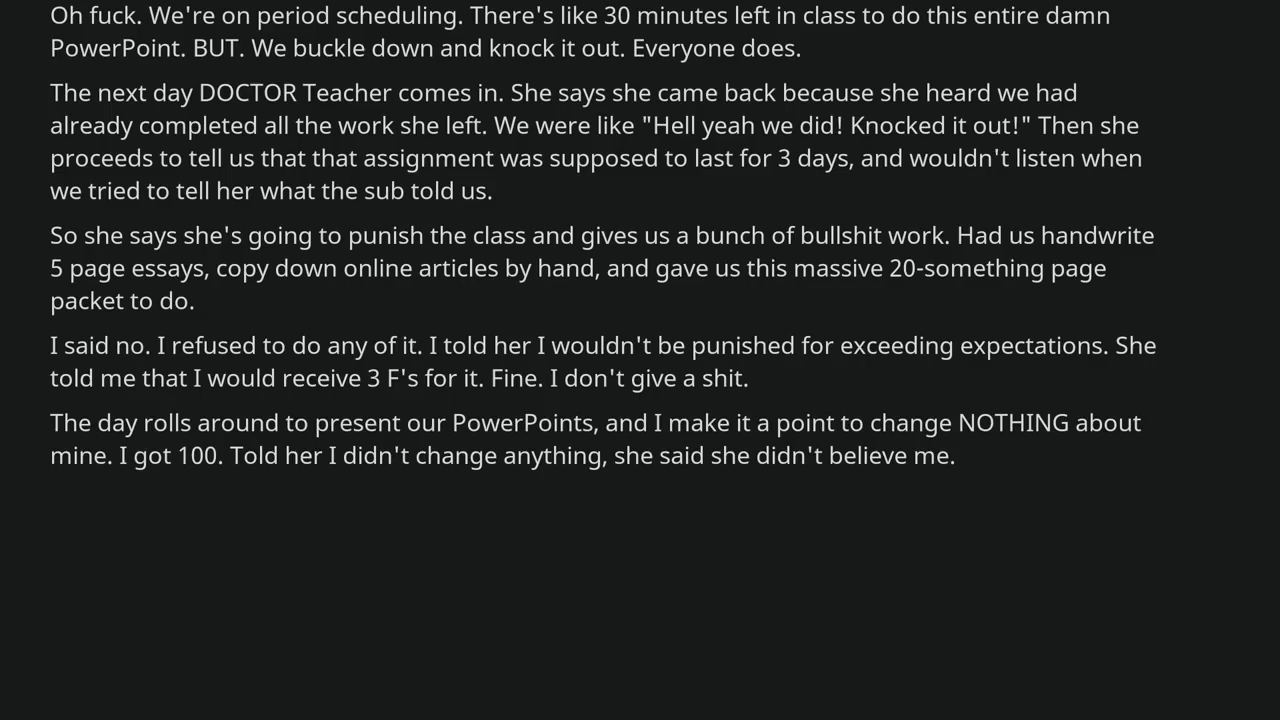 Oh fuck. We're on period scheduling. There's like 30 minutes left in class to do this entire damn
PowerPoint. BUT. We buckle down and knock it out. Everyone does.
The next day DOCTOR Teacher comes in. She says she came back because she heard we had
already completed all the work she left. We were like "Hell yeah we did! Knocked it out!" Then she
proceeds to tell us that that assignment was supposed to last for 3 days, and wouldn't listen when
we tried to tell her what the sub told us.
So she says she's going to punish the class and gives us a bunch of bullshit work. Had us handwrite
5 page essays, copy down online articles by hand, and gave us this massive 20-something page
packet to do.
I said no. I refused to do any of it. I told her I wouldn't be punished for exceeding expectations. She
told me that I would receive 3 F's for it. Fine. I don't give a shit.
The day rolls around to present our PowerPoints, and I make it a point to change NOTHING about
mine. I got 100. Told her I didn't change anything, she said she didn't believe me.